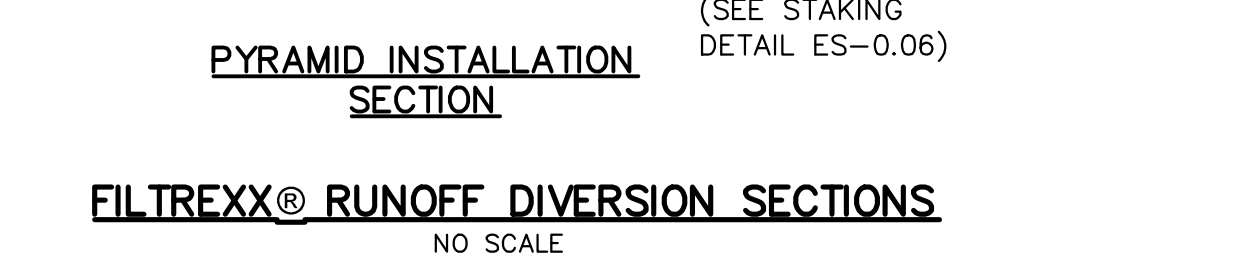 (SEE STAKING
DETAIL ES-0.06)
PYRAMID INSTALLATION
SECTION
FILTREXX® RUNOFF DIVERSION SECTIONS
NO SCALE